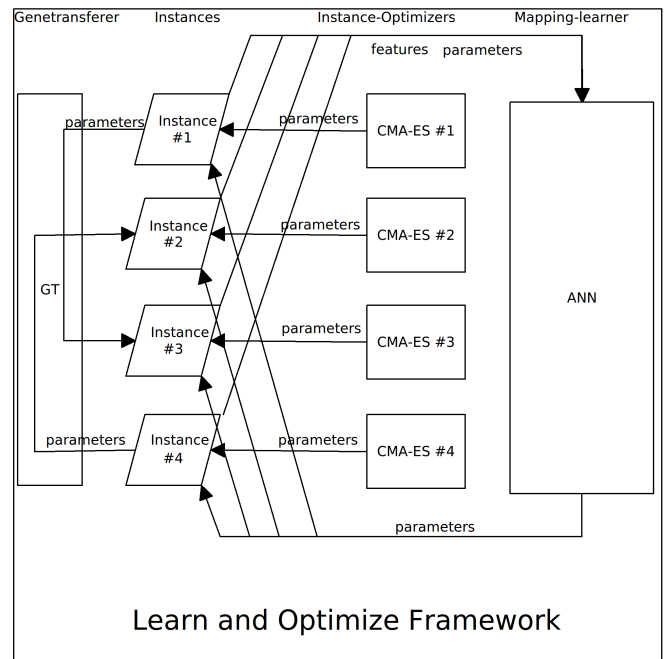 Genetransferer Instances Instance-Optimizers Mapping-learner
features parameters
parameters
Instance
#1
parameters
CMA-ES #1
Instance
#2
parameters
CMA-ES #2
GT
ANN
Instance
#3
parameters
CMA-ES #3
parameters
Instance
#4
parameters
CMA-ES #4
parameters
Learn and Optimize Framework